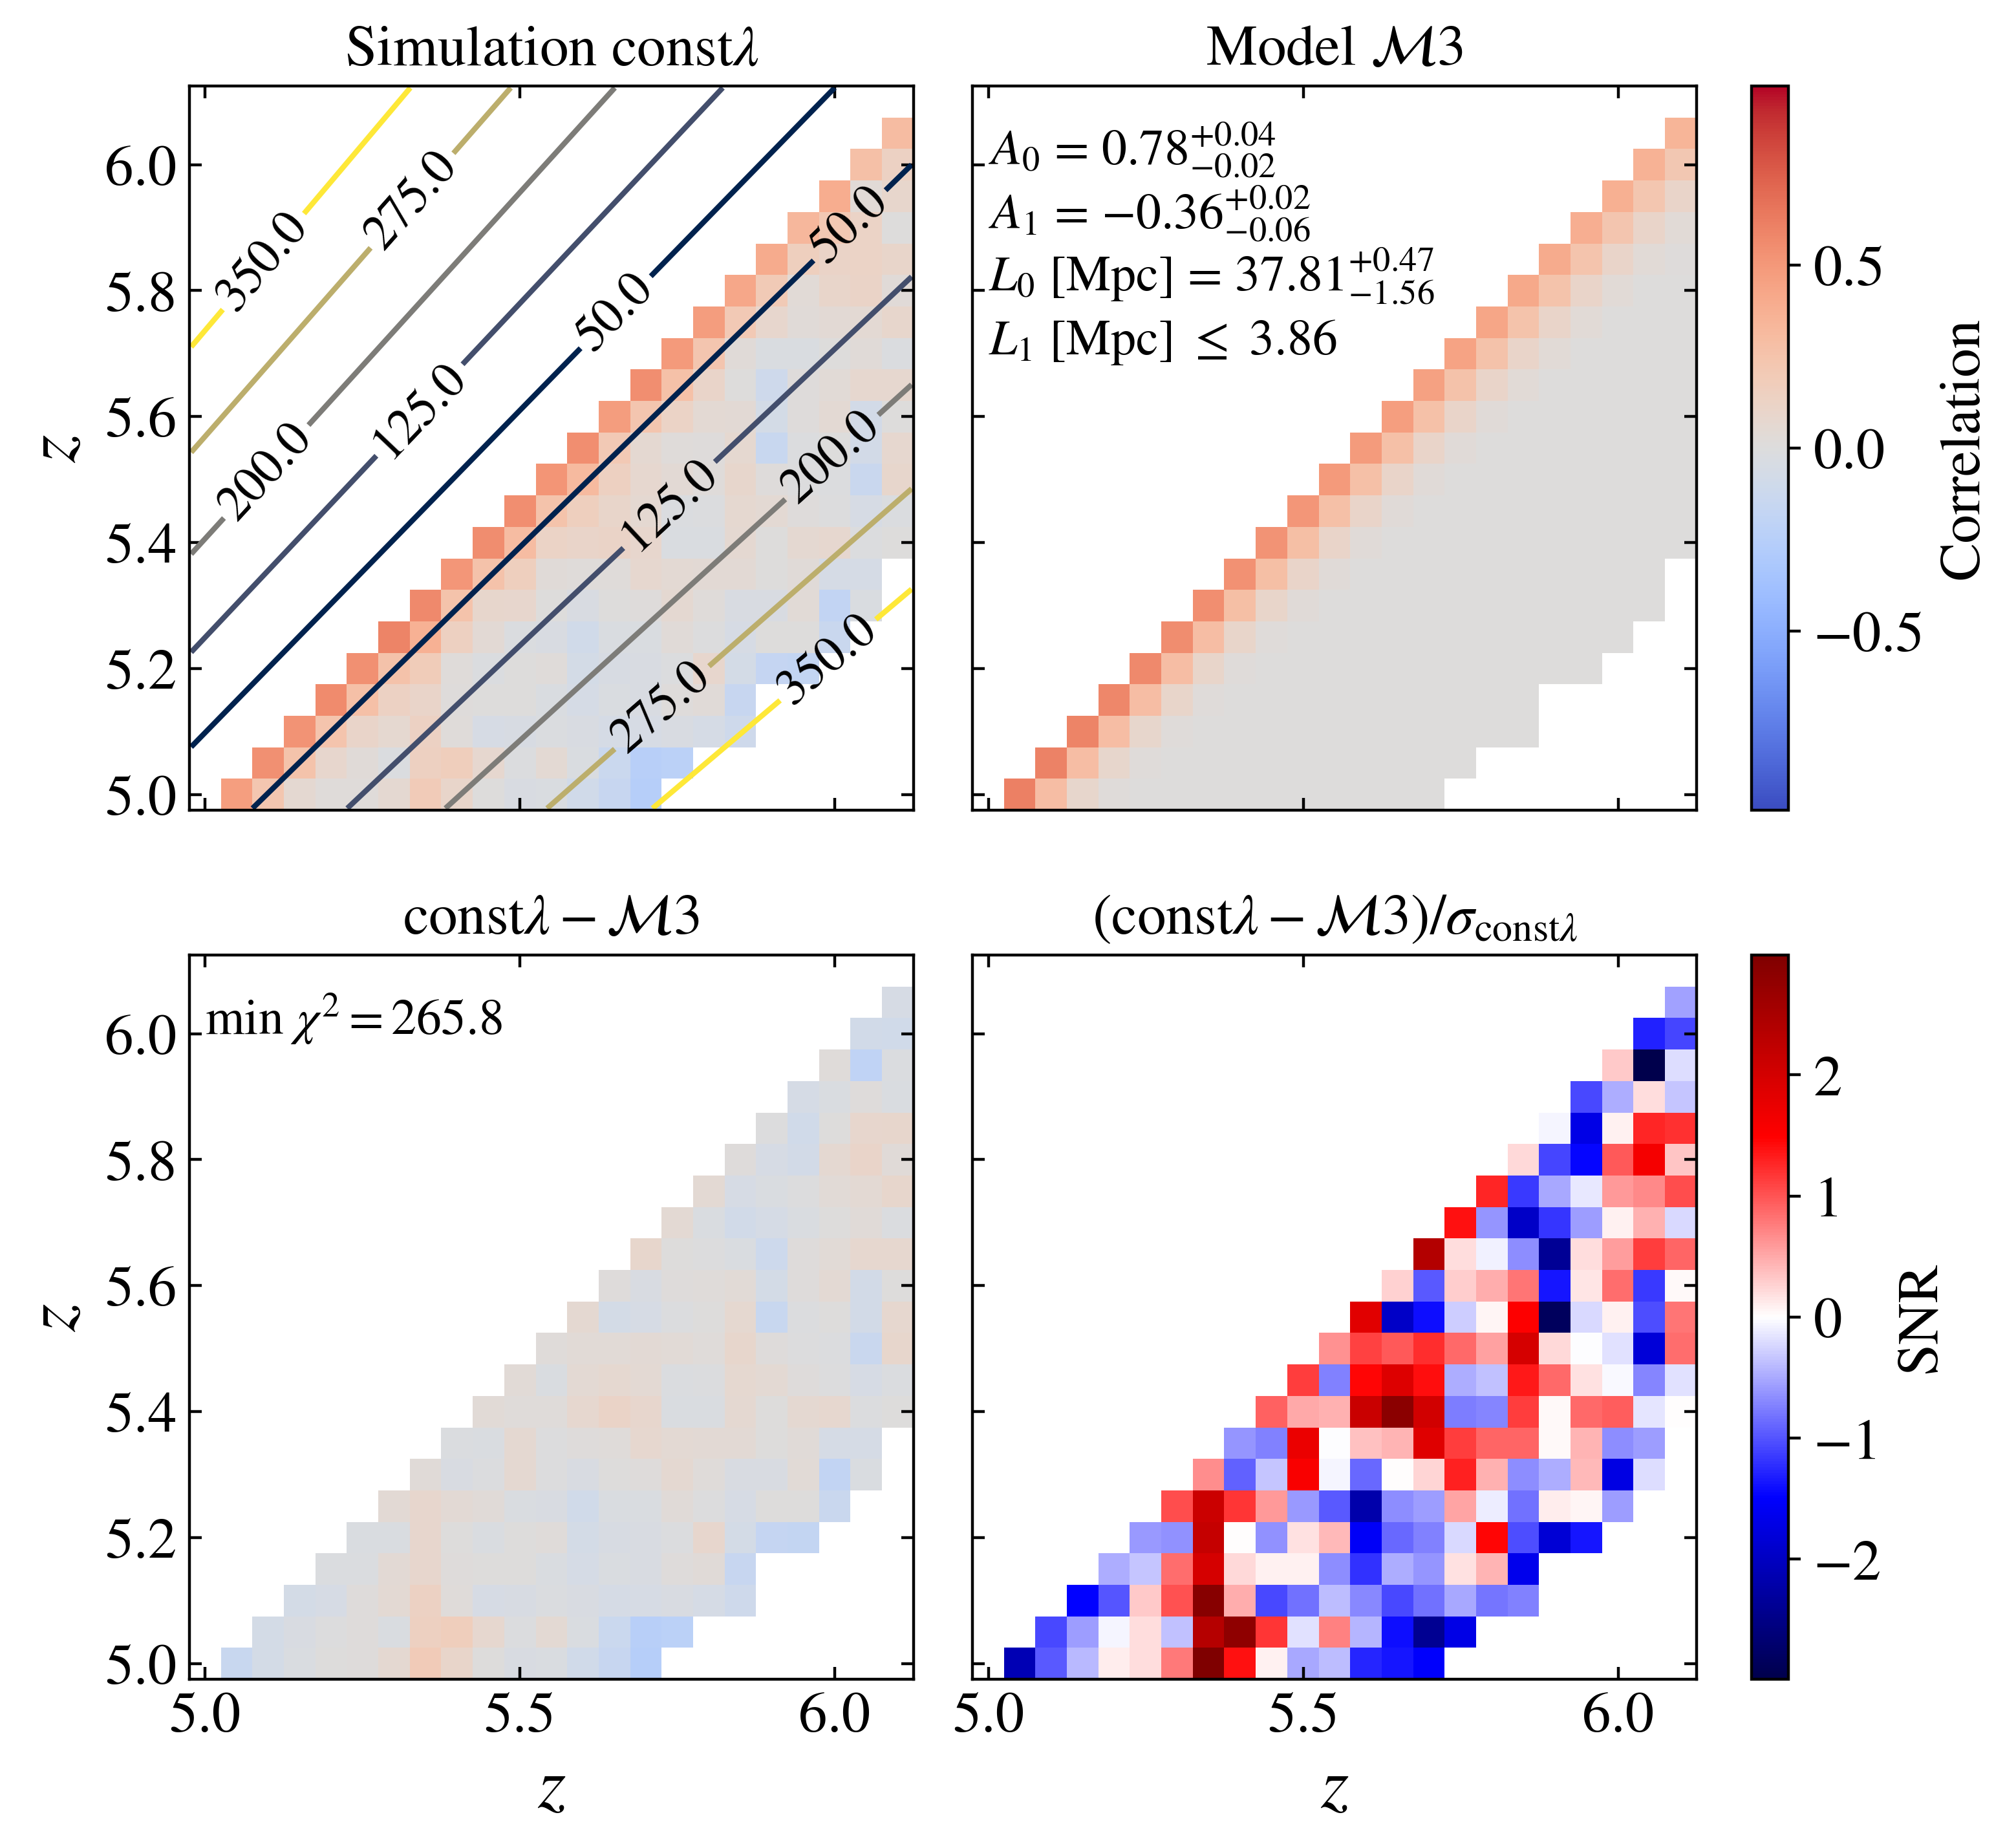 Simulation constλ
Model ℳ3
6.0
5.8
5.6
5.4
5.2
5.0
z
350.0
275.0
200.0
125.0
50.0
50.0
125.0
200.0
275.0
350.0
A₀ = 0.78 +0.04 −0.02
A₁ = −0.36 +0.02 −0.06
L₀ [Mpc] = 37.81 +0.47 −1.56
L₁ [Mpc] ≤ 3.86
0.5
0.0
−0.5
Correlation
constλ − ℳ3
(constλ − ℳ3)/σ constλ
min χ² = 265.8
6.0
5.8
5.6
5.4
5.2
5.0
z
5.0 5.5 6.0
z
5.0 5.5 6.0
z
2
1
0
−1
−2
SNR